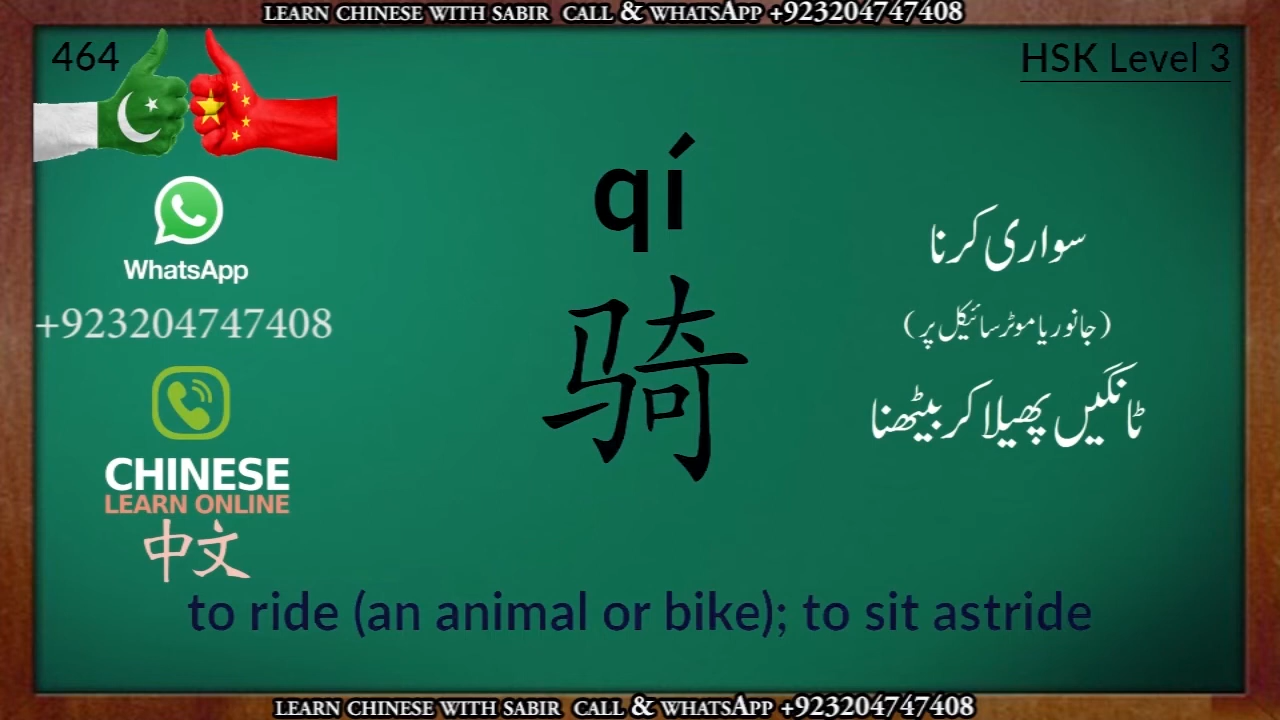 LEARN CHINESE WITH SABIR CALL & WHATSAPP +923204747408
464
HSK Level 3
WhatsApp
+923204747408
CHINESE
LEARN ONLINE
中文
qí
骑
سواری کرنا
(جانور یا موٹر سائیکل پر)
ٹانگیں پھیلا کر بیٹھنا
to ride (an animal or bike); to sit astride
LEARN CHINESE WITH SABIR CALL & WHATSAPP +923204747408